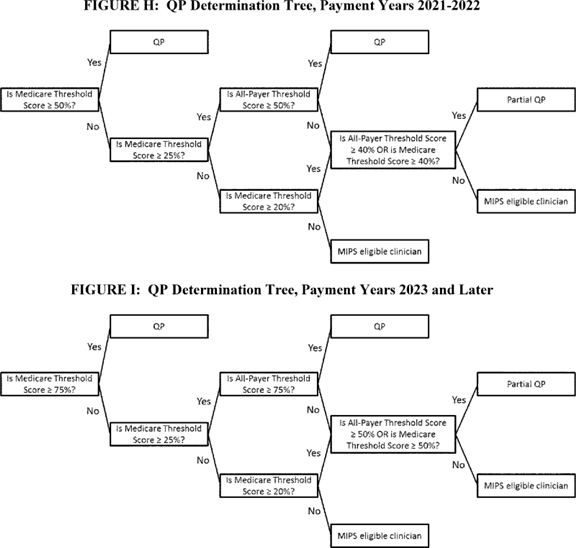 FIGURE H: QP Determination Tree, Payment Years 2021-2022
QP
QP
Yes
Yes
Is Medicare Threshold
Score ≥ 50%?
Is All-Payer Threshold
Score ≥ 50%?
Partial QP
Yes
Yes
No
No
Is Medicare Threshold
Score ≥ 25%?
Is All-Payer Threshold Score
≥ 40% OR is Medicare
Threshold Score ≥ 40%?
No
Yes
No
Is Medicare Threshold
Score ≥ 20%?
MIPS eligible clinician
No
MIPS eligible clinician
FIGURE I: QP Determination Tree, Payment Years 2023 and Later
QP
QP
Yes
Yes
Is Medicare Threshold
Score ≥ 75%?
Is All-Payer Threshold
Score ≥ 75%?
Partial QP
Yes
Yes
No
No
Is Medicare Threshold
Score ≥ 25%?
Is All-Payer Threshold Score
≥ 50% OR is Medicare
Threshold Score ≥ 50%?
No
Yes
No
Is Medicare Threshold
Score ≥ 20%?
MIPS eligible clinician
No
MIPS eligible clinician